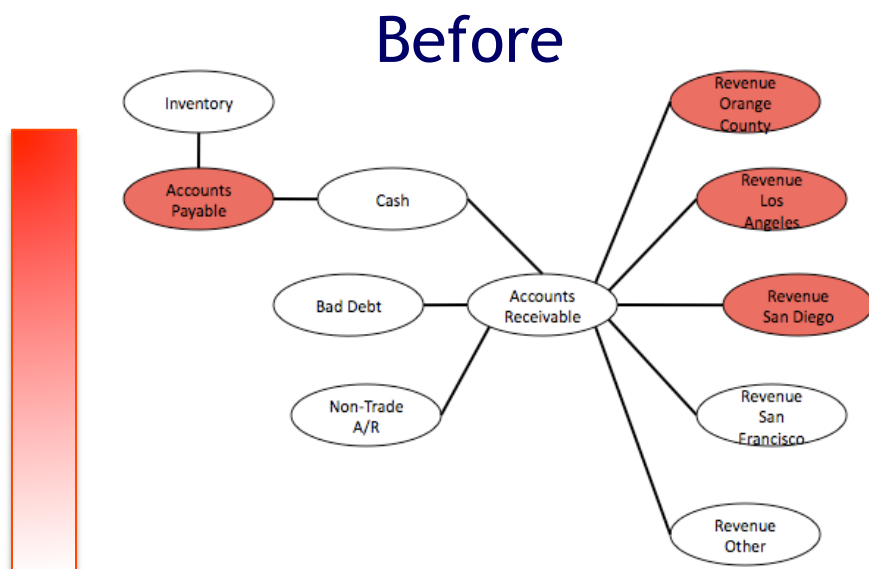 Before
Inventory
Accounts
Payable
Cash
Bad Debt
Non-Trade
A/R
Accounts
Receivable
Revenue
Orange
County
Revenue
Los
Angeles
Revenue
San Diego
Revenue
San
Francisco
Revenue
Other